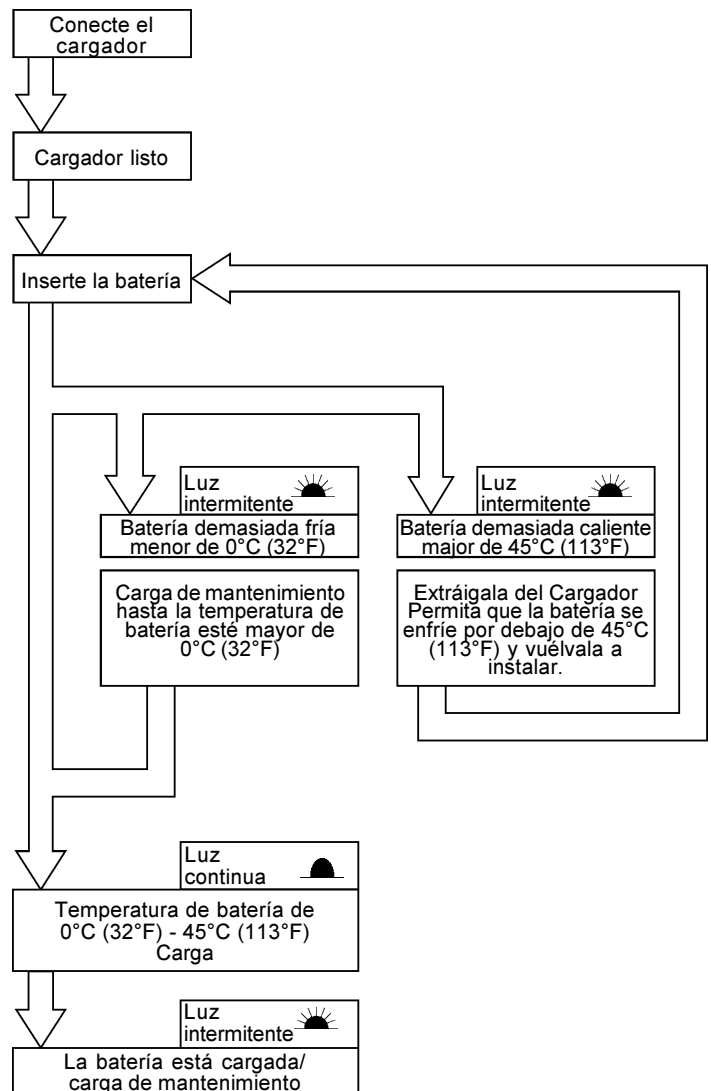 Conecte el
cargador
Cargador listo
Inserte la batería
Luz
intermitente
Batería demasiada fría
menor de 0°C (32°F)
Carga de mantenimiento
hasta la temperatura de
batería esté mayor de
0°C (32°F)
Luz
intermitente
Batería demasiada caliente
major de 45°C (113°F)
Extráigala del Cargador
Permita que la batería se
enfríe por debajo de 45°C
(113°F) y vuélvala a
instalar.
Luz
continua
Temperatura de batería de
0°C (32°F) - 45°C (113°F)
Carga
Luz
intermitente
La batería está cargada/
carga de mantenimiento